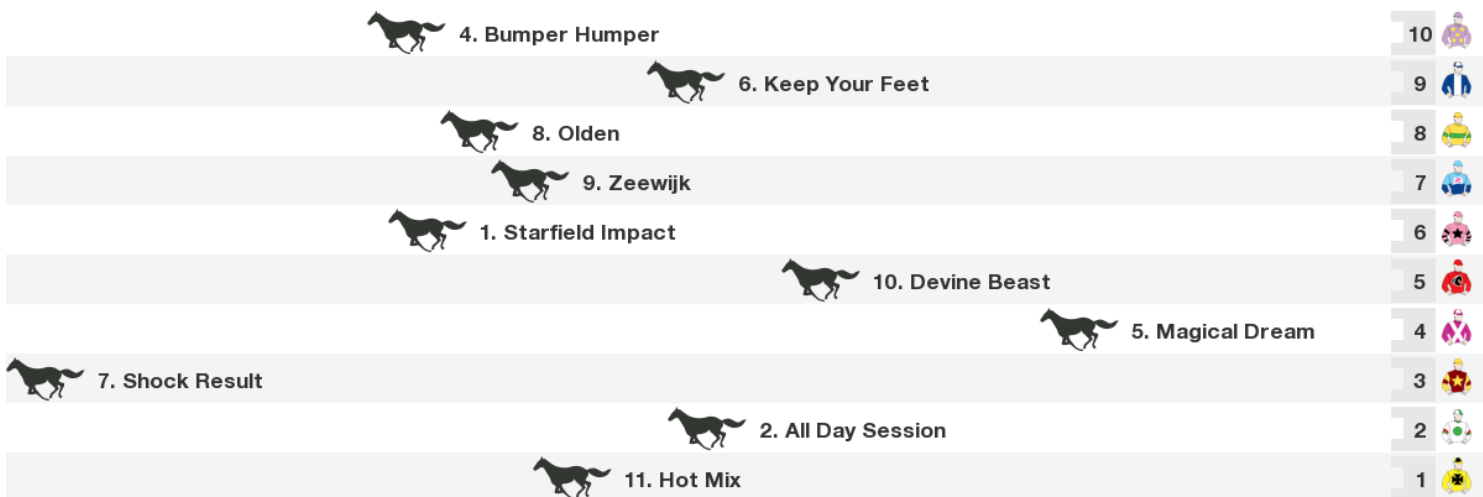 4. Bumper Humper 10
6. Keep Your Feet 9
8. Olden 8
9. Zeewijk 7
1. Starfield Impact 6
10. Devine Beast 5
5. Magical Dream 4
7. Shock Result 3
2. All Day Session 2
11. Hot Mix 1